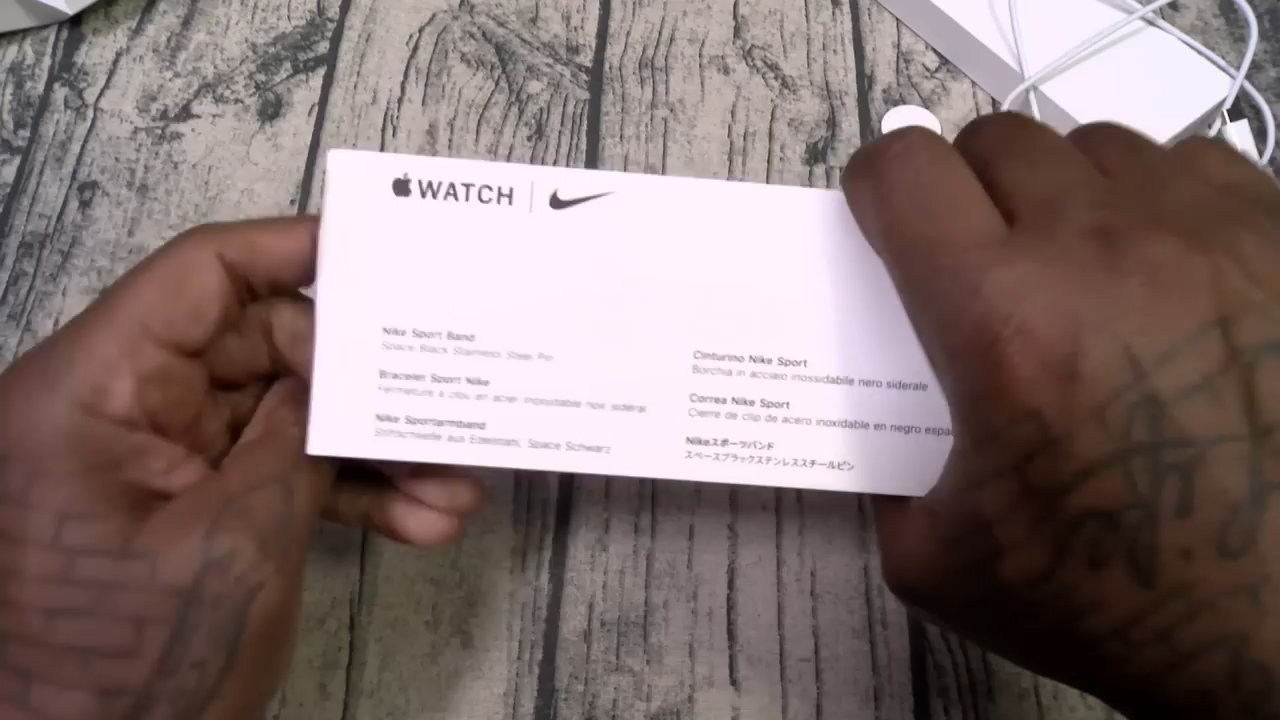 WATCH
Nike Sport Band
Space Black Stainless Steel Pin
Bracelet Sport Nike
Fermeture à clou en acier inoxydable noir sidéral
Nike Sportarmband
Stiftschließe aus Edelstahl, Space Schwarz
Cinturino Nike Sport
Borchia in acciaio inossidabile nero siderale
Correa Nike Sport
Cierre de clip de acero inoxidable en negro
Nikeスポーツバンド
スペースブラックステンレススチールピン